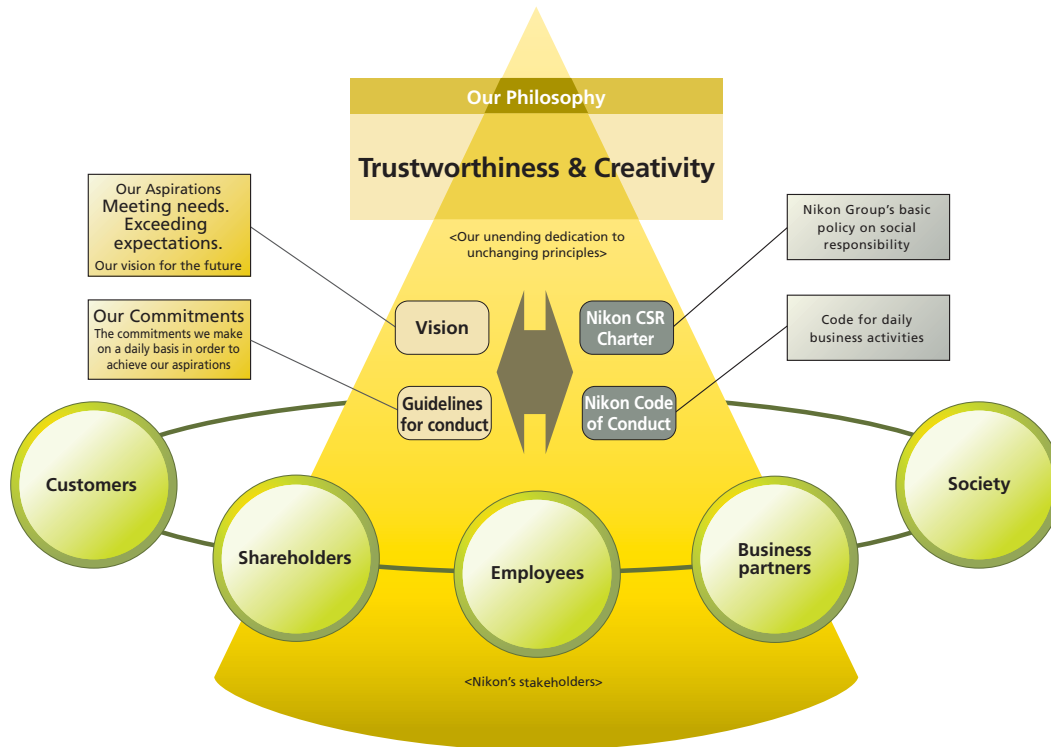 Our Philosophy
Trustworthiness & Creativity
<Our unending dedication to
unchanging principles>
Our Aspirations
Meeting needs.
Exceeding
expectations.
Our vision for the future
Our Commitments
The commitments we make
on a daily basis in order to
achieve our aspirations
Vision
Guidelines
for conduct
Nikon CSR
Charter
Nikon Code
of Conduct
Nikon Group's basic
policy on social
responsibility
Code for daily
business activities
Customers
Shareholders
Employees
Business
partners
Society
<Nikon's stakeholders>